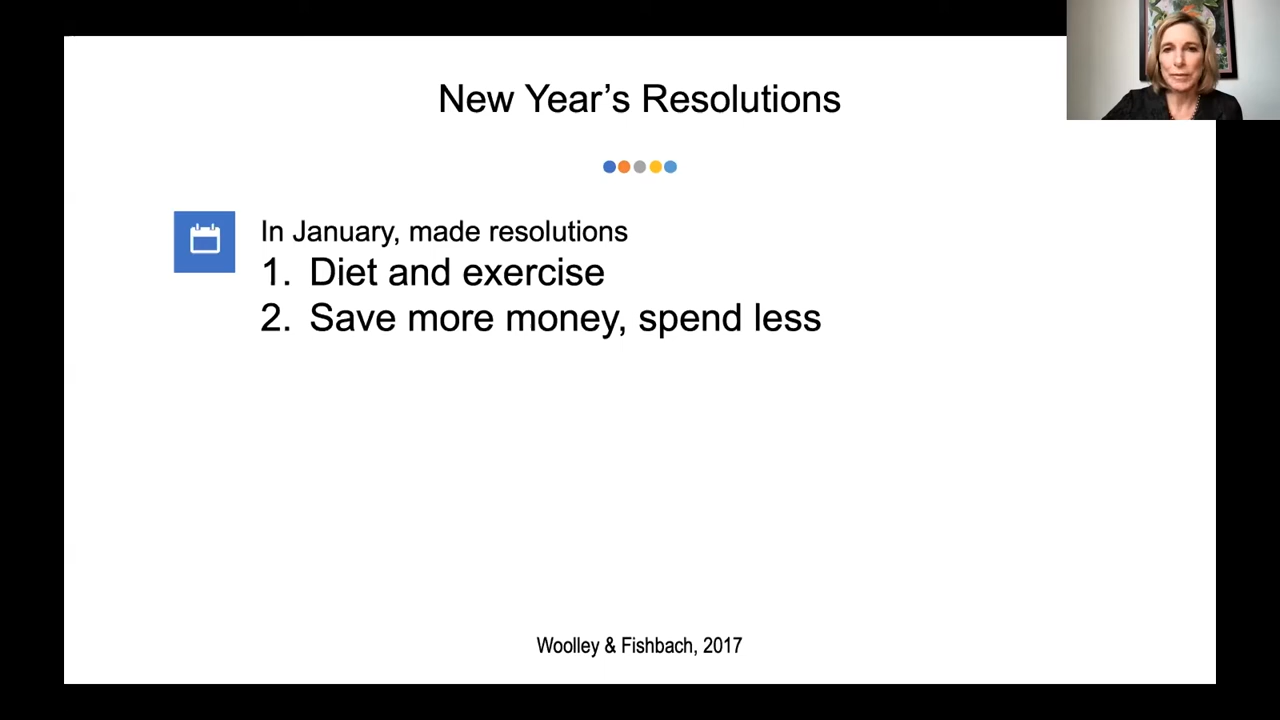 New Year’s Resolutions
In January, made resolutions
1. Diet and exercise
2. Save more money, spend less
Woolley & Fishbach, 2017